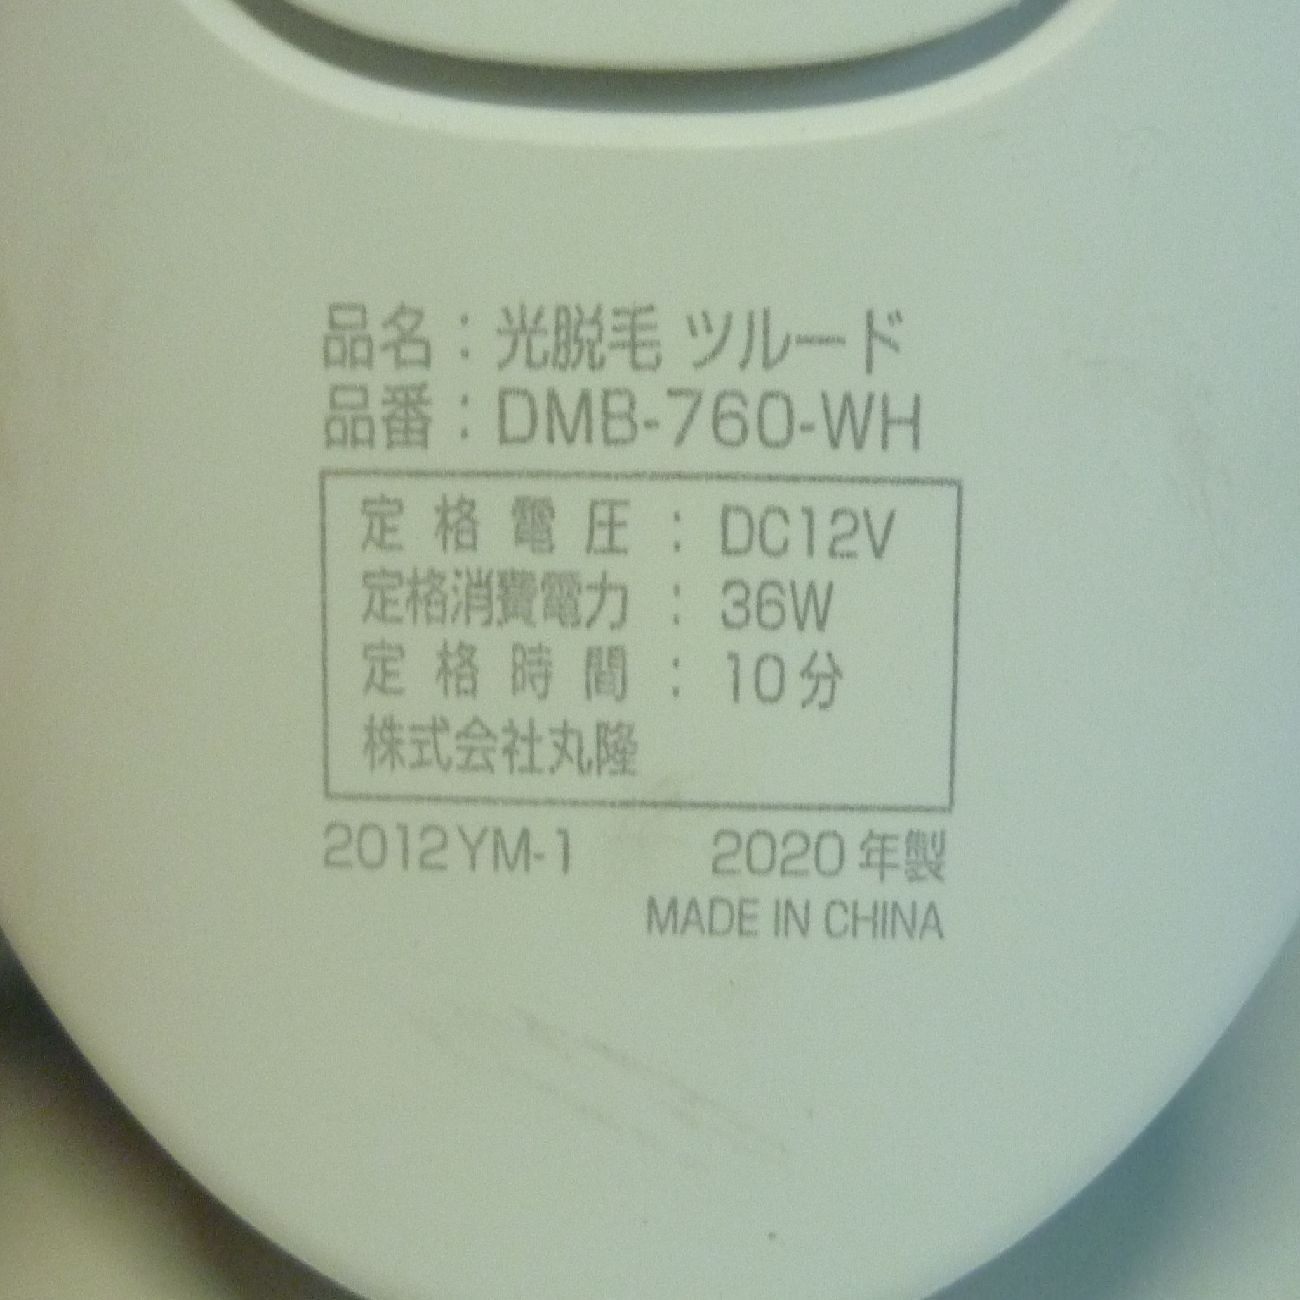 品名：光脱毛 ツルード
品番：DMB-760-WH
定格電圧：DC12V
定格消費電力：36W
定格時間：10分
株式会社丸隆
2012YM-1 2020年製
MADE IN CHINA